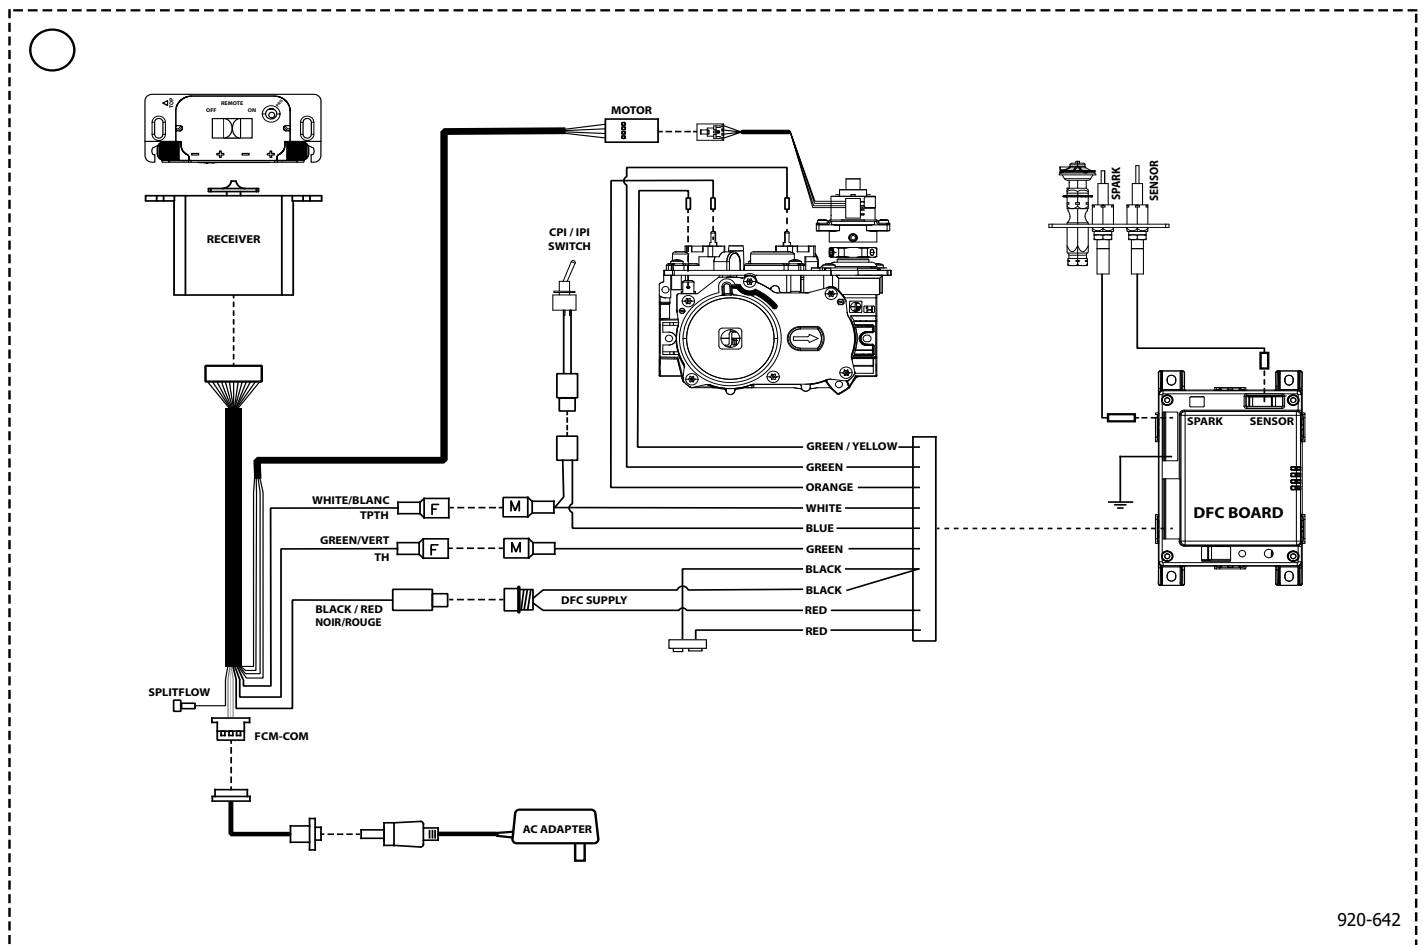 TOP
REMOTE
OFF ON
- + - +
RECEIVER
MOTOR
CPI / IPI
SWITCH
SPARK
SENSOR
SPARK SENSOR
DFC BOARD
GREEN / YELLOW
GREEN
ORANGE
WHITE
BLUE
GREEN
BLACK
BLACK
RED
RED
WHITE/BLANC
TPTH
F
M
GREEN/VERT
TH
F
M
BLACK / RED
NOIR/ROUGE
DFC SUPPLY
SPLITFLOW
FCM-COM
AC ADAPTER
920-642